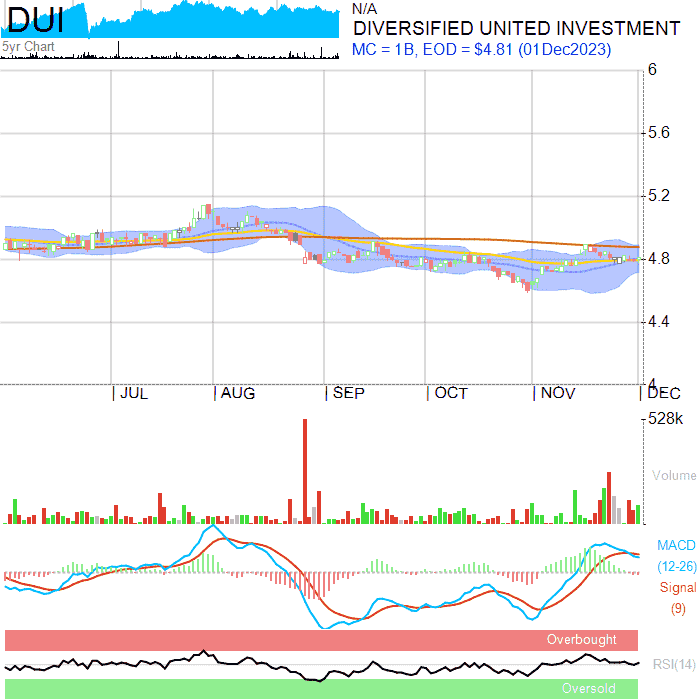 DUI
5yr Chart
N/A
DIVERSIFIED UNITED INVESTMENT
MC = 1B, EOD = $4.81 (01Dec2023)
6
5.6
5.2
4.8
4.4
4
JUL AUG SEP OCT NOV DEC
528k
Volume
MACD
(12-26)
Signal
(9)
Overbought
RSI(14)
Oversold